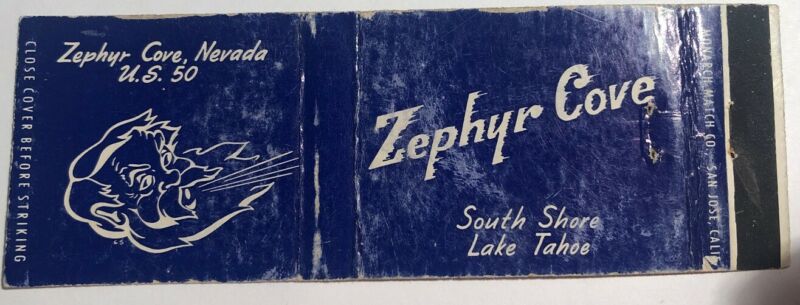 CLOSE COVER BEFORE STRIKING
Zephyr Cove, Nevada
U.S. 50
Zephyr Cove
South Shore
Lake Tahoe
MONARCH MATCH CO. SAN JOSE, CALIF.